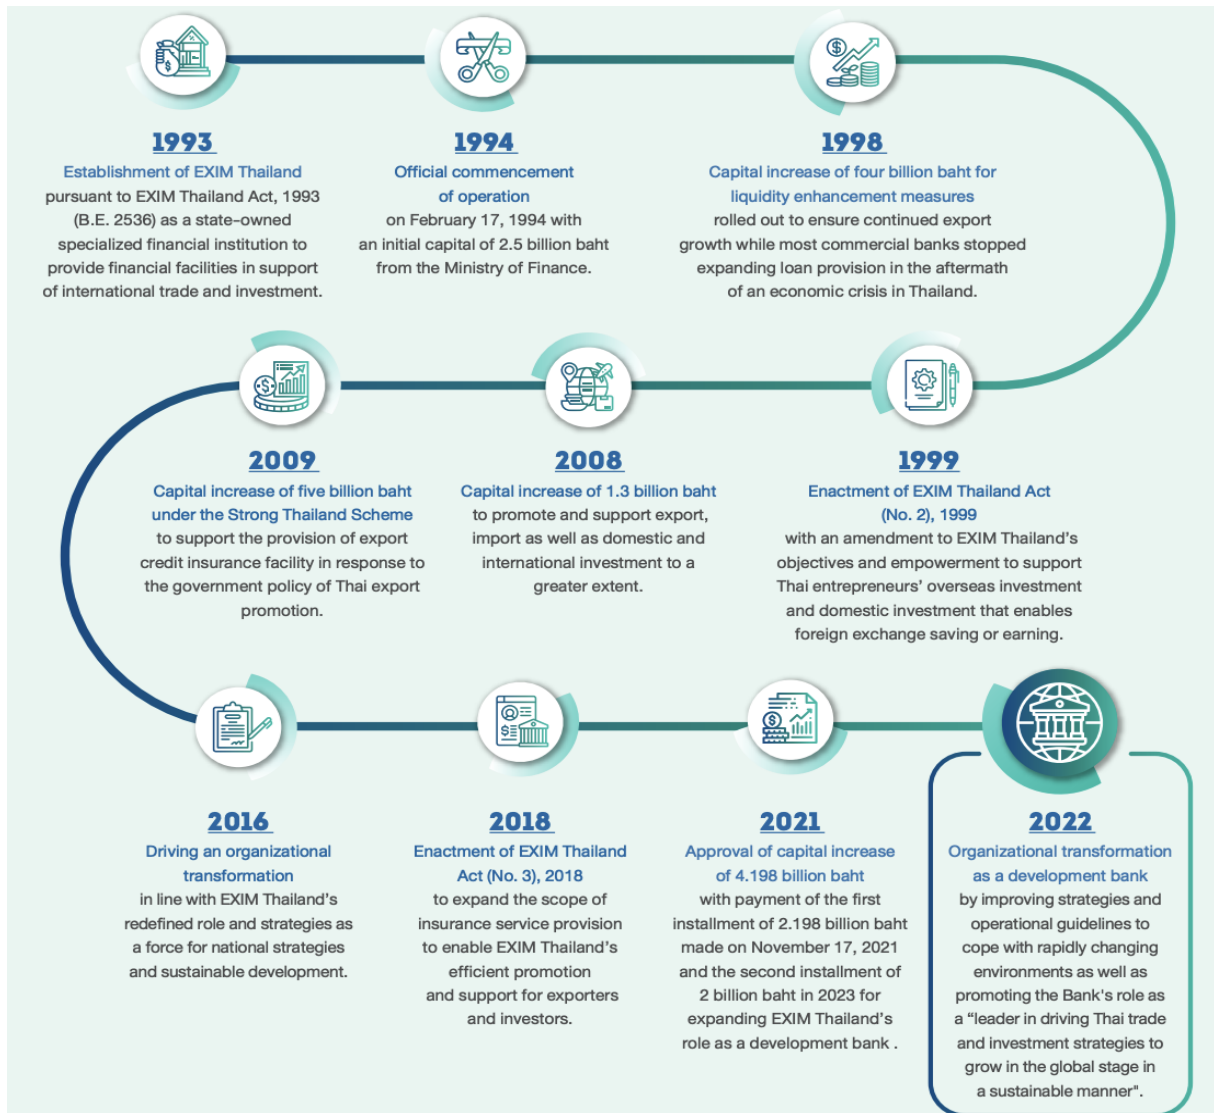 1993
Establishment of EXIM Thailand
pursuant to EXIM Thailand Act, 1993
(B.E. 2536) as a state-owned
specialized financial institution to
provide financial facilities in support
of international trade and investment.
1994
Official commencement
of operation
on February 17, 1994 with
an initial capital of 2.5 billion baht
from the Ministry of Finance.
1998
Capital increase of four billion baht for
liquidity enhancement measures
rolled out to ensure continued export
growth while most commercial banks stopped
expanding loan provision in the aftermath
of an economic crisis in Thailand.
1999
Enactment of EXIM Thailand Act
(No. 2), 1999
with an amendment to EXIM Thailand's
objectives and empowerment to support
Thai entrepreneurs' overseas investment
and domestic investment that enables
foreign exchange saving or earning.
2008
Capital increase of 1.3 billion baht
to promote and support export,
import as well as domestic and
international investment to a
greater extent.
2009
Capital increase of five billion baht
under the Strong Thailand Scheme
to support the provision of export
credit insurance facility in response to
the government policy of Thai export
promotion.
2016
Driving an organizational
transformation
in line with EXIM Thailand's
redefined role and strategies as
a force for national strategies
and sustainable development.
2018
Enactment of EXIM Thailand
Act (No. 3), 2018
to expand the scope of
insurance service provision
to enable EXIM Thailand's
efficient promotion
and support for exporters
and investors.
2021
Approval of capital increase
of 4.198 billion baht
with payment of the first
installment of 2.198 billion baht
made on November 17, 2021
and the second installment of
2 billion baht in 2023 for
expanding EXIM Thailand's
role as a development bank .
2022
Organizational transformation
as a development bank
by improving strategies and
operational guidelines to
cope with rapidly changing
environments as well as
promoting the Bank's role as
a “leader in driving Thai trade
and investment strategies to
grow in the global stage in
a sustainable manner".